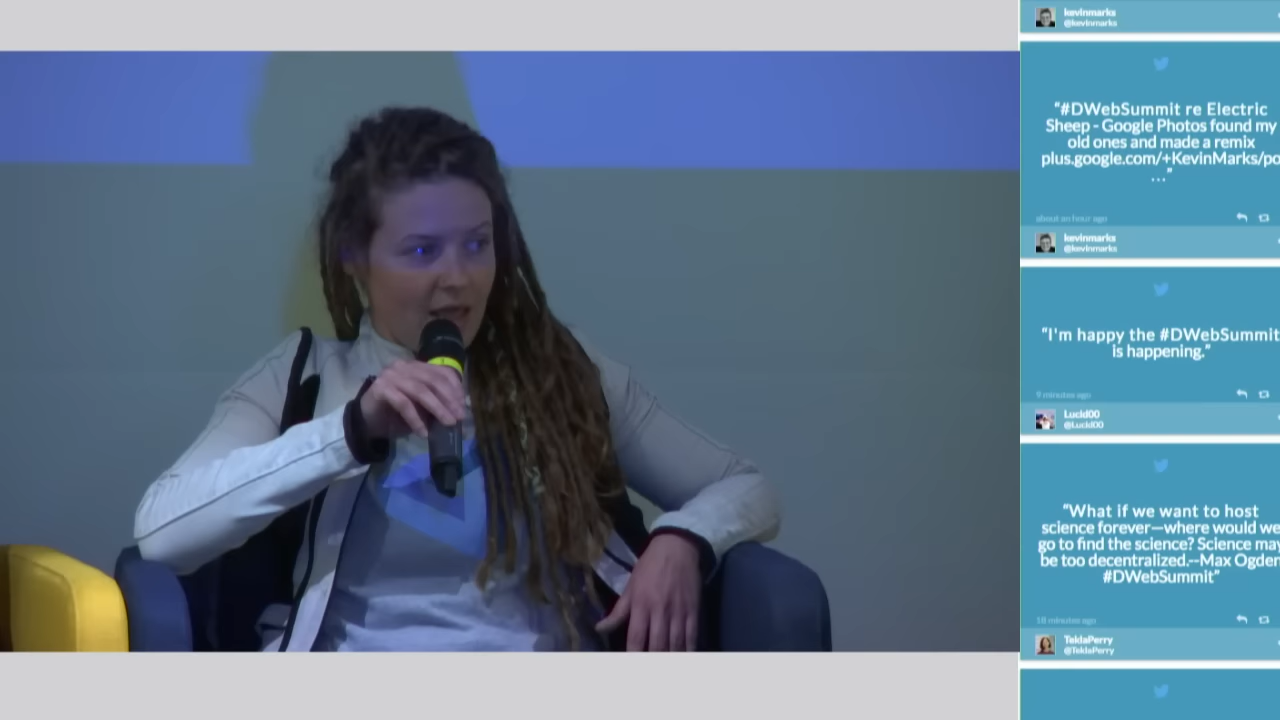 kevinmarks
@kevinmarks
“#DWebSummit re Electric
Sheep - Google Photos found my
old ones and made a remix
plus.google.com/+KevinMarks/po
…”
about an hour ago
kevinmarks
@kevinmarks
“I'm happy the #DWebSummit
is happening.”
9 minutes ago
Lucid00
@Lucid00
“What if we want to host
science forever—where would we
go to find the science? Science may
be too decentralized.--Max Ogden
#DWebSummit”
18 minutes ago
TeklaPerry
@TeklaPerry